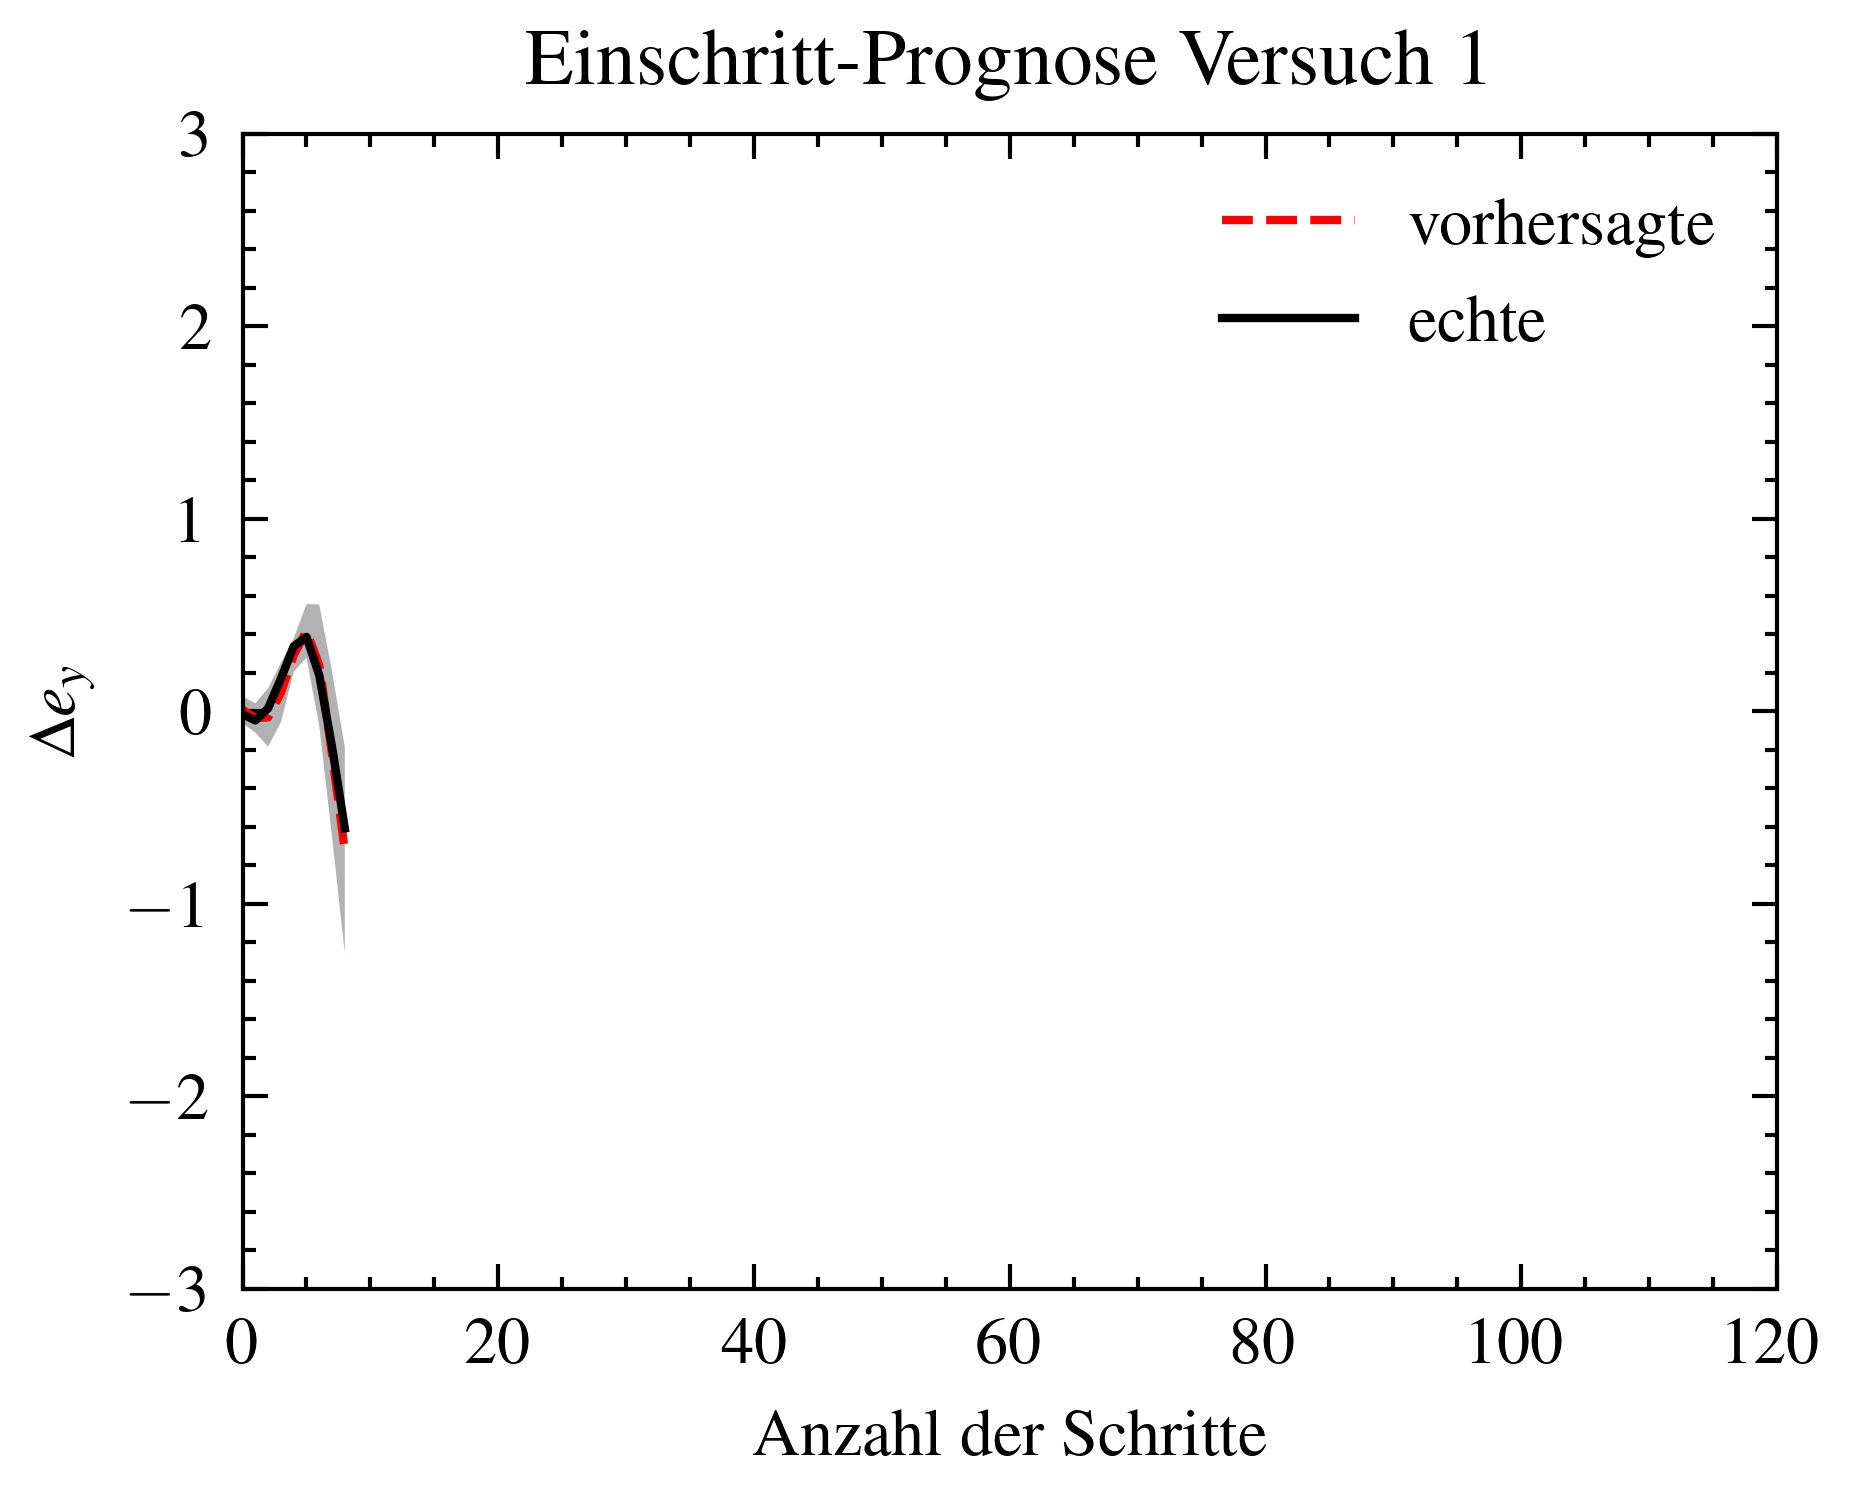 Einschritt-Prognose Versuch 1
3
2
1
0
−1
−2
−3
Δe_y
vorhersagte
echte
0 20 40 60 80 100 120
Anzahl der Schritte